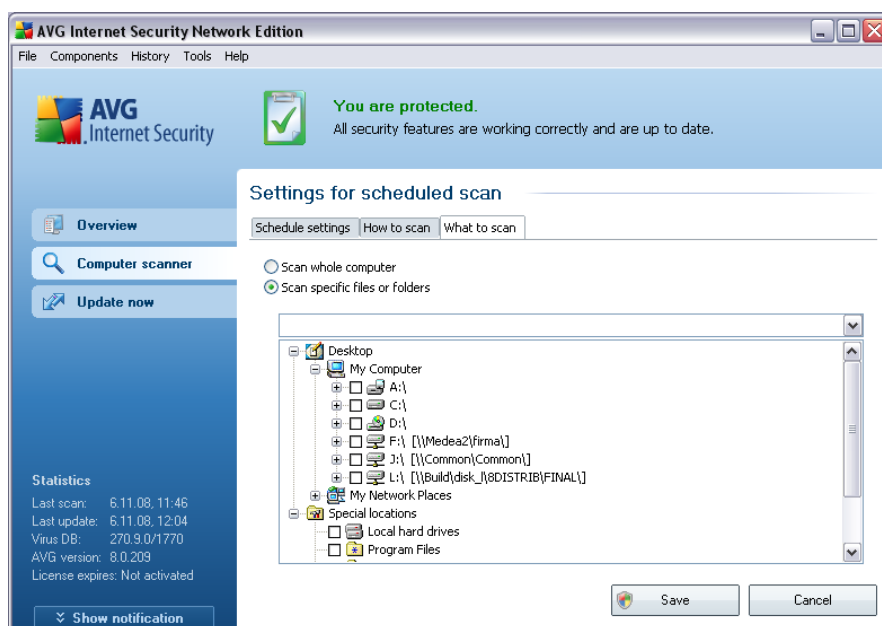 AVG Internet Security Network Edition
File Components History Tools Help
AVG
Internet Security
You are protected.
All security features are working correctly and are up to date.
Overview
Computer scanner
Update now
Settings for scheduled scan
Schedule settings How to scan What to scan
Scan whole computer
Scan specific files or folders
Desktop
My Computer
A:\
C:\
D:\
F:\ [\\Medea2\firma\]
J:\ [\\Common\Common\]
L:\ [\\Build\disk_l\8DISTRIB\FINAL\]
My Network Places
Special locations
Local hard drives
Program Files
Statistics
Last scan: 6.11.08, 11:46
Last update: 6.11.08, 12:04
Virus DB: 270.9.0/1770
AVG version: 8.0.209
License expires: Not activated
Show notification
Save Cancel